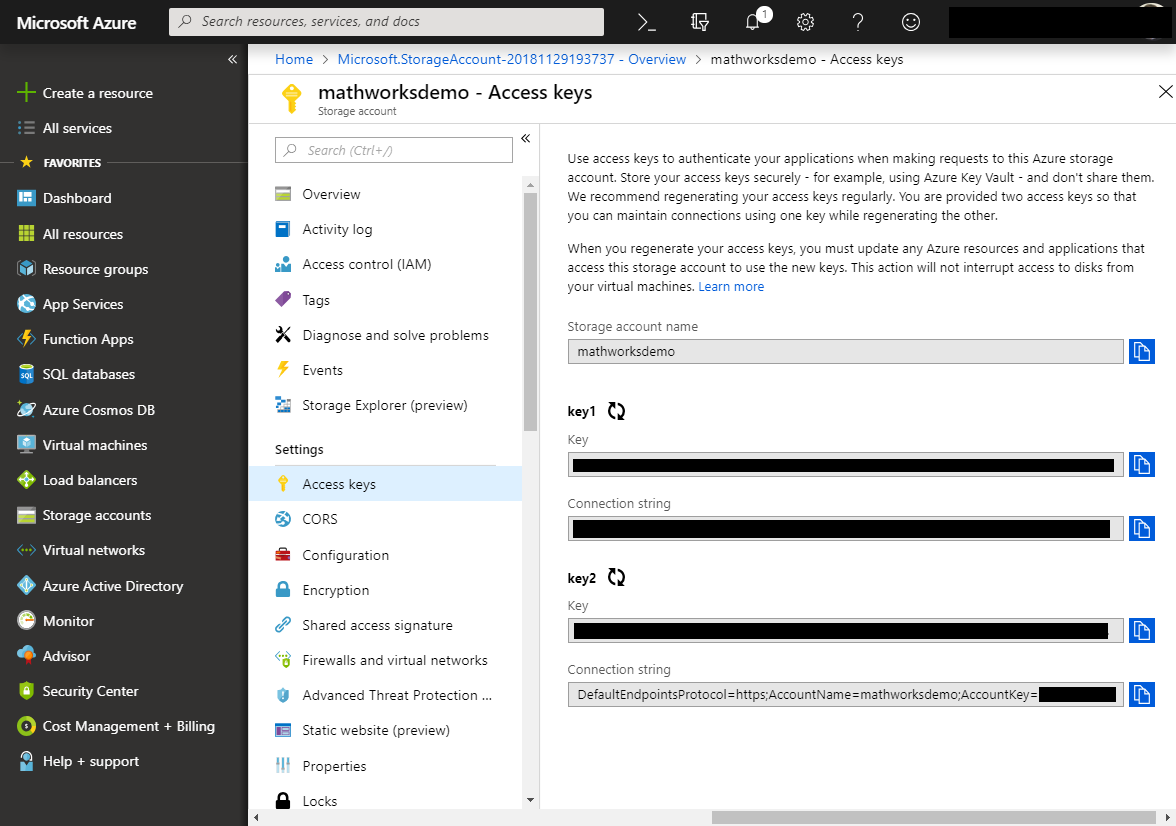 Microsoft Azure
Search resources, services, and docs
1
Create a resource
All services
FAVORITES
Dashboard
All resources
Resource groups
App Services
Function Apps
SQL databases
Azure Cosmos DB
Virtual machines
Load balancers
Storage accounts
Virtual networks
Azure Active Directory
Monitor
Advisor
Security Center
Cost Management + Billing
Help + support
Home > Microsoft.StorageAccount-20181129193737 - Overview > mathworksdemo - Access keys
mathworksdemo - Access keys
Storage account
Search (Ctrl+/)
Overview
Activity log
Access control (IAM)
Tags
Diagnose and solve problems
Events
Storage Explorer (preview)
Settings
Access keys
CORS
Configuration
Encryption
Shared access signature
Firewalls and virtual networks
Advanced Threat Protection ...
Static website (preview)
Properties
Locks
Use access keys to authenticate your applications when making requests to this Azure storage
account. Store your access keys securely - for example, using Azure Key Vault - and don't share them.
We recommend regenerating your access keys regularly. You are provided two access keys so that
you can maintain connections using one key while regenerating the other.
When you regenerate your access keys, you must update any Azure resources and applications that
access this storage account to use the new keys. This action will not interrupt access to disks from
your virtual machines. Learn more
Storage account name
mathworksdemo
key1
Key
Connection string
key2
Key
Connection string
DefaultEndpointsProtocol=https;AccountName=mathworksdemo;AccountKey=